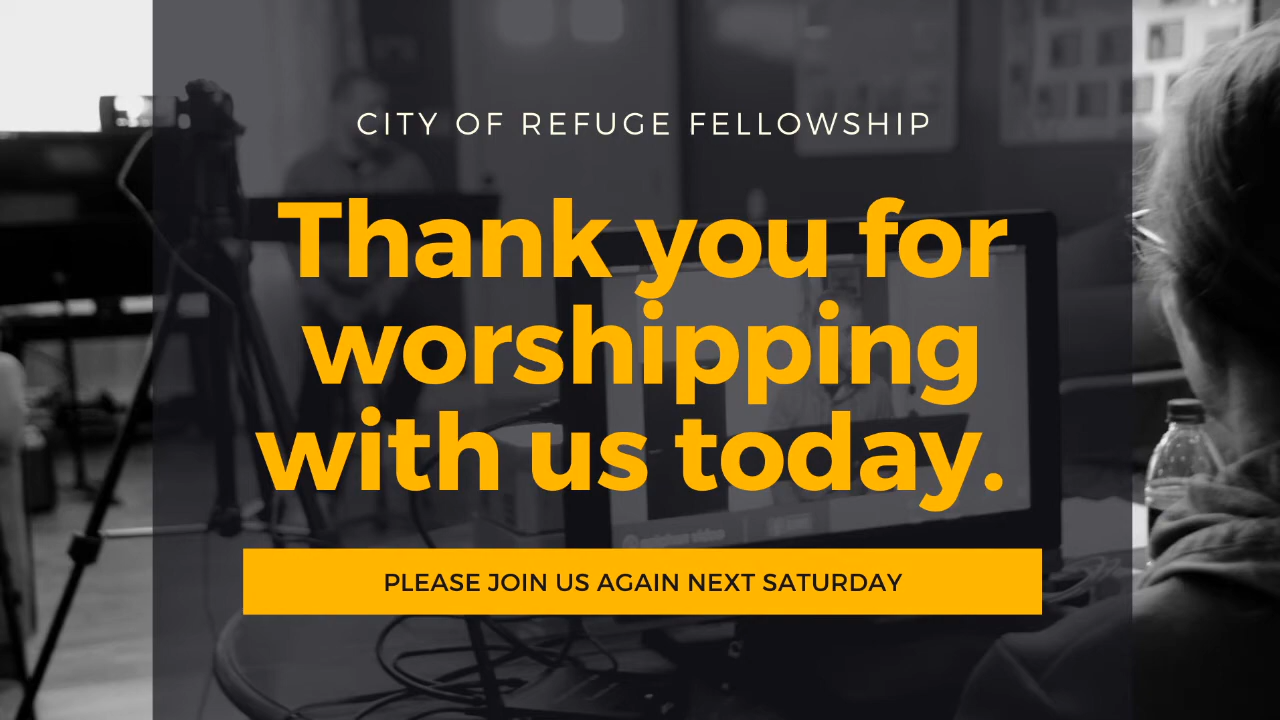 CITY OF REFUGE FELLOWSHIP
Thank you for
worshipping
with us today.
PLEASE JOIN US AGAIN NEXT SATURDAY